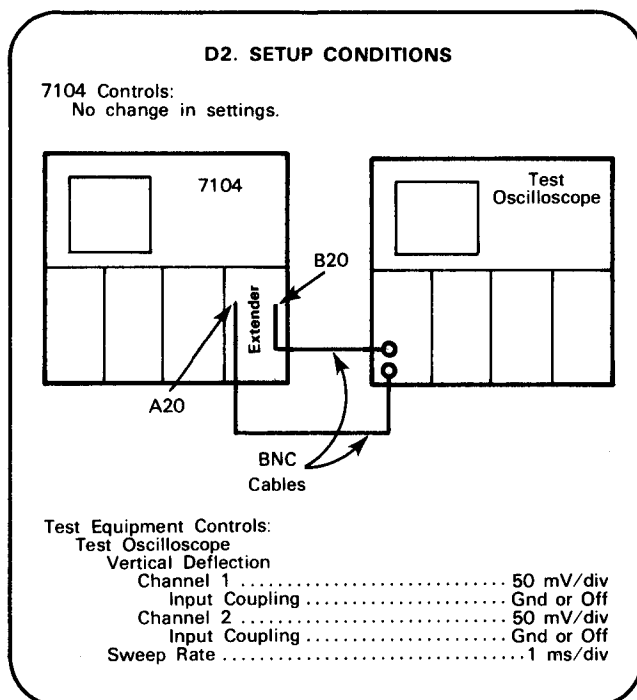 D2. SETUP CONDITIONS
7104 Controls:
No change in settings.
7104
Test
Oscilloscope
B20
Extender
A20
BNC
Cables
Test Equipment Controls:
Test Oscilloscope
Vertical Deflection
Channel 1 ................................ 50 mV/div
Input Coupling ........................ Gnd or Off
Channel 2 ................................ 50 mV/div
Input Coupling ........................ Gnd or Off
Sweep Rate ................................... 1 ms/div